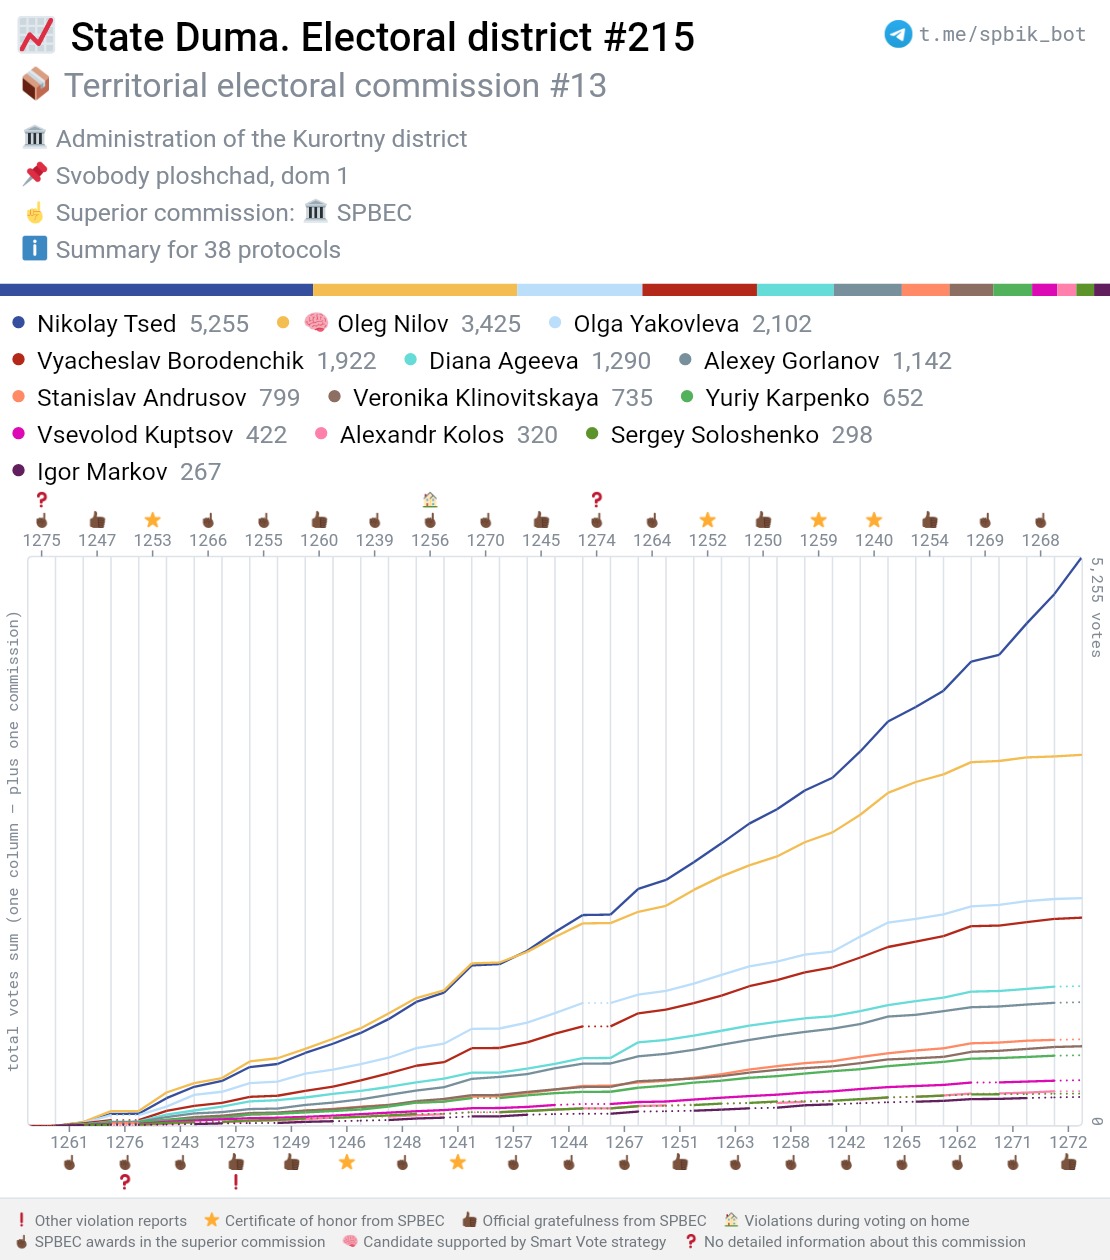 State Duma. Electoral district #215
t.me/spbik_bot
Territorial electoral commission #13
Administration of the Kurortny district
Svobody ploshchad, dom 1
Superior commission: SPBEC
Summary for 38 protocols
Nikolay Tsed 5,255 Oleg Nilov 3,425 Olga Yakovleva 2,102
Vyacheslav Borodenchik 1,922 Diana Ageeva 1,290 Alexey Gorlanov 1,142
Stanislav Andrusov 799 Veronika Klinovitskaya 735 Yuriy Karpenko 652
Vsevolod Kuptsov 422 Alexandr Kolos 320 Sergey Soloshenko 298
Igor Markov 267
1275 1247 1253 1266 1255 1260 1239 1256 1270 1245 1274 1264 1252 1250 1259 1240 1254 1269 1268
5,255 votes
total votes sum (one column – plus one commission)
0
1261 1276 1243 1273 1249 1246 1248 1241 1257 1244 1267 1251 1263 1258 1242 1265 1262 1271 1272
Other violation reports Certificate of honor from SPBEC Official gratefulness from SPBEC Violations during voting on home
SPBEC awards in the superior commission Candidate supported by Smart Vote strategy No detailed information about this commission